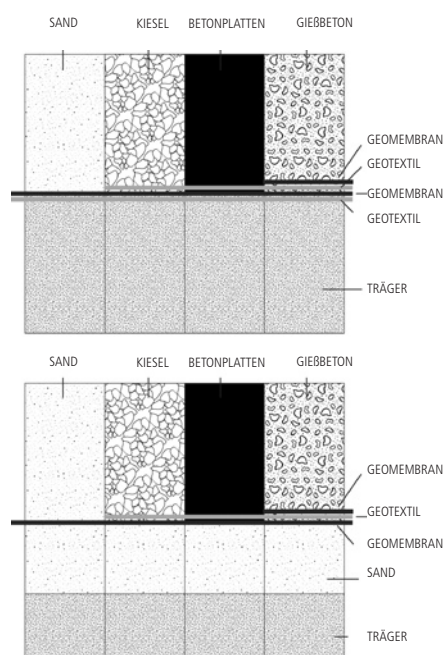 SAND KIESEL BETONPLATTEN GIEßBETON
GEOMEMBRAN
GEOTEXTIL
GEOMEMBRAN
GEOTEXTIL
TRÄGER
SAND KIESEL BETONPLATTEN GIEßBETON
GEOMEMBRAN
GEOTEXTIL
GEOMEMBRAN
SAND
TRÄGER